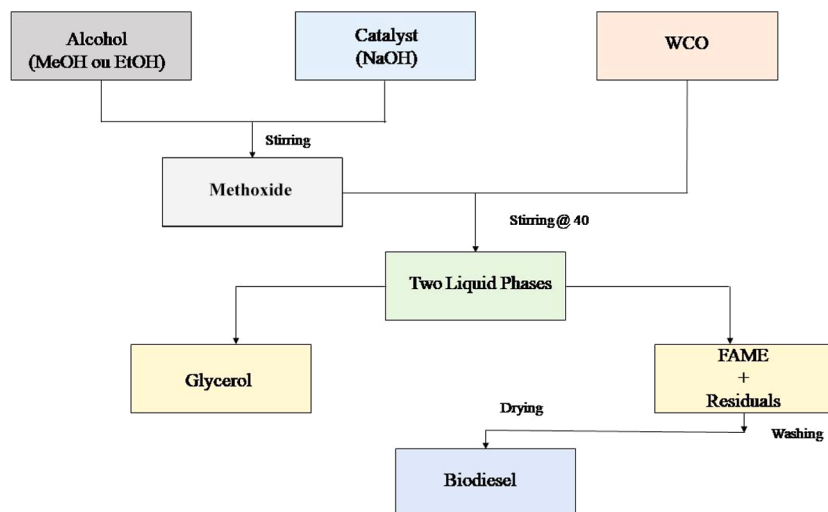 Alcohol
(MeOH ou EtOH)
Catalyst
(NaOH)
WCO
Stirring
Methoxide
Stirring @ 40
Two Liquid Phases
Glycerol
FAME
+
Residuals
Drying
Washing
Biodiesel